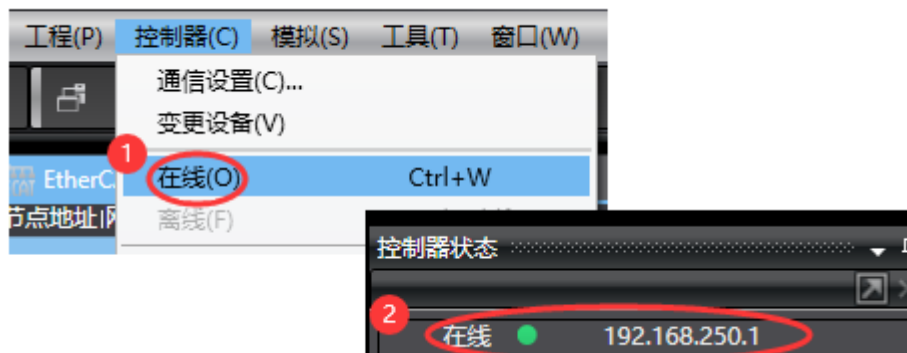 工程(P) 控制器(C) 模拟(S) 工具(T) 窗口(W)
通信设置(C)...
变更设备(V)
1
在线(O) Ctrl+W
EtherC
节点地址|网
离线(F)
控制器状态
2
在线 192.168.250.1